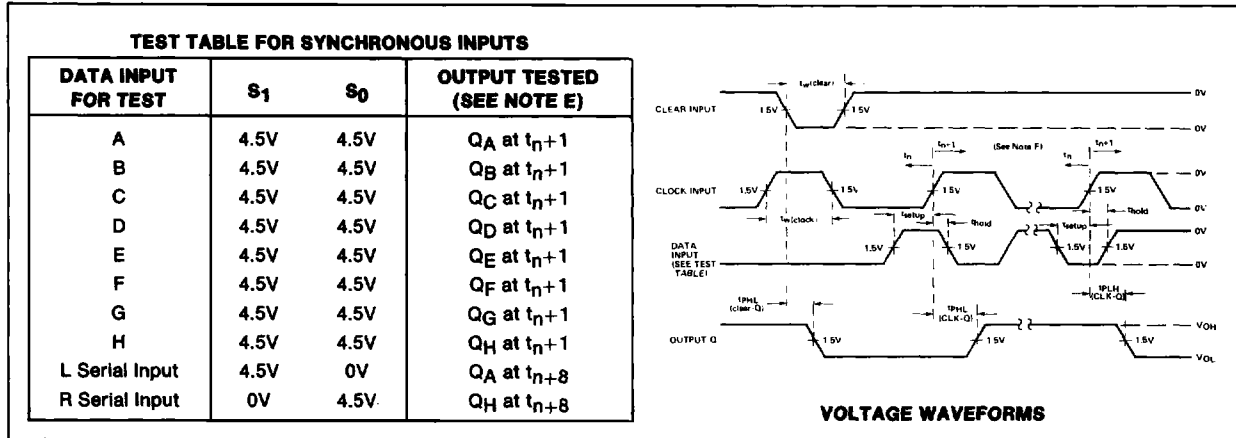 TEST TABLE FOR SYNCHRONOUS INPUTS
DATA INPUT FOR TEST | S1 | S0 | OUTPUT TESTED (SEE NOTE E)
A 4.5V 4.5V QA at tn+1
B 4.5V 4.5V QB at tn+1
C 4.5V 4.5V QC at tn+1
D 4.5V 4.5V QD at tn+1
E 4.5V 4.5V QE at tn+1
F 4.5V 4.5V QF at tn+1
G 4.5V 4.5V QG at tn+1
H 4.5V 4.5V QH at tn+1
L Serial Input 4.5V 0V QA at tn+8
R Serial Input 0V 4.5V QH at tn+8
tw(clear)
0V
CLEAR INPUT 1.5V 1.5V
0V
tn tn+1 (See Note F) tn tn+1
0V
CLOCK INPUT 1.5V 1.5V 1.5V 1.5V
0V
tw(clock) tsetup thold tsetup thold
0V
DATA INPUT (SEE TEST TABLE) 1.5V 1.5V 1.5V 1.5V
0V
tPHL (clear-Q) tPHL (CLK-Q) tPLH (CLK-Q)
VOH
OUTPUT Q 1.5V 1.5V 1.5V
VOL
VOLTAGE WAVEFORMS